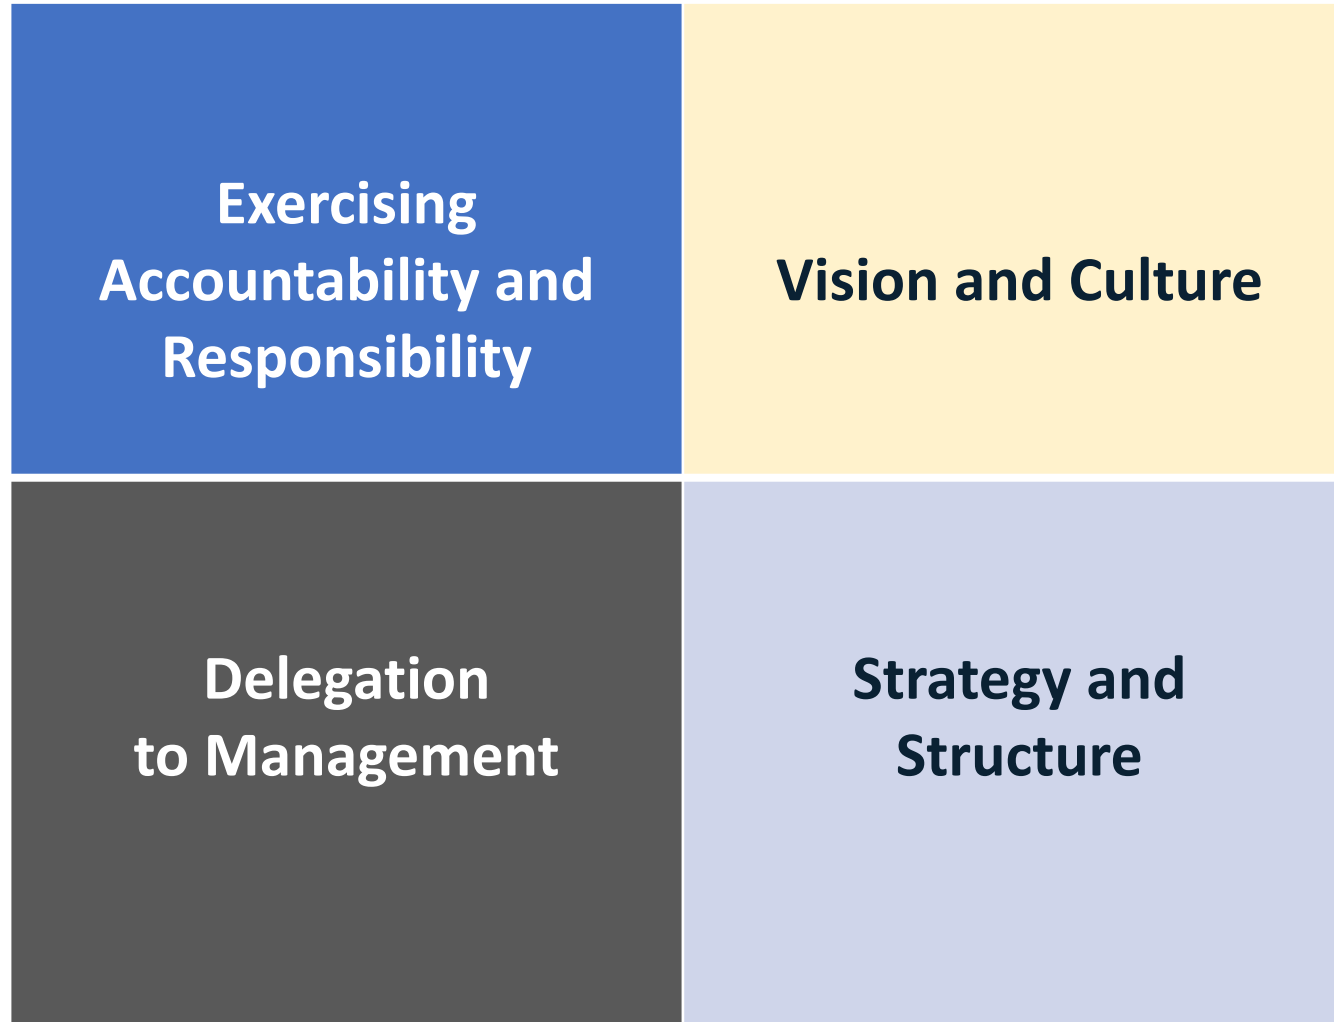 Exercising
Accountability and
Responsibility
Vision and Culture
Delegation
to Management
Strategy and
Structure